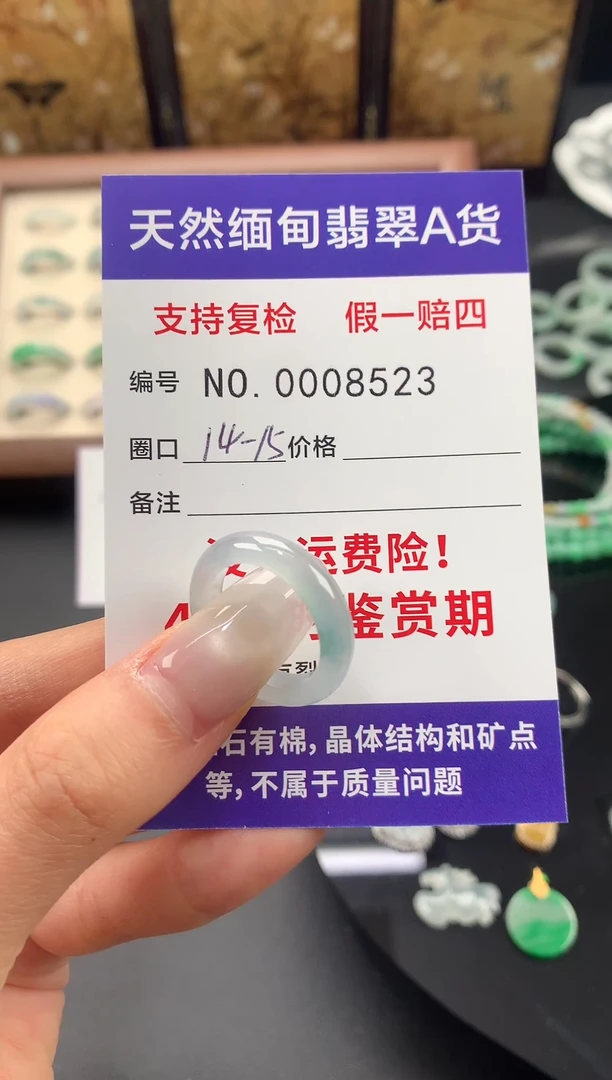 天然缅甸翡翠A货
支持复检 假一赔四
编号 NO.0008523
圈口 14-15 价格
备注
运费险!
鉴赏期
石有棉,晶体结构和矿点
等,不属于质量问题